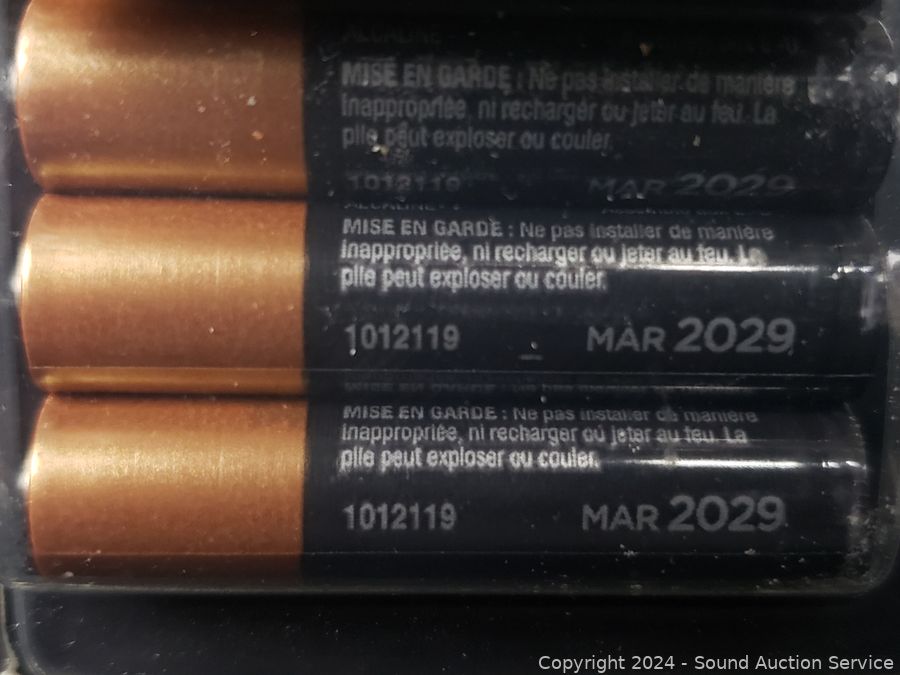 ALCALINE
MISE EN GARDE : Ne pas installer de manière
inappropriée, ni recharger ou jeter au feu. La
pile peut exploser ou couler.
1012119 MAR 2029
MISE EN GARDE : Ne pas installer de manière
inappropriée, ni recharger ou jeter au feu. La
pile peut exploser ou couler.
1012119 MAR 2029
MISE EN GARDE : Ne pas installer de manière
inappropriée, ni recharger ou jeter au feu. La
pile peut exploser ou couler.
1012119 MAR 2029
Copyright 2024 - Sound Auction Service